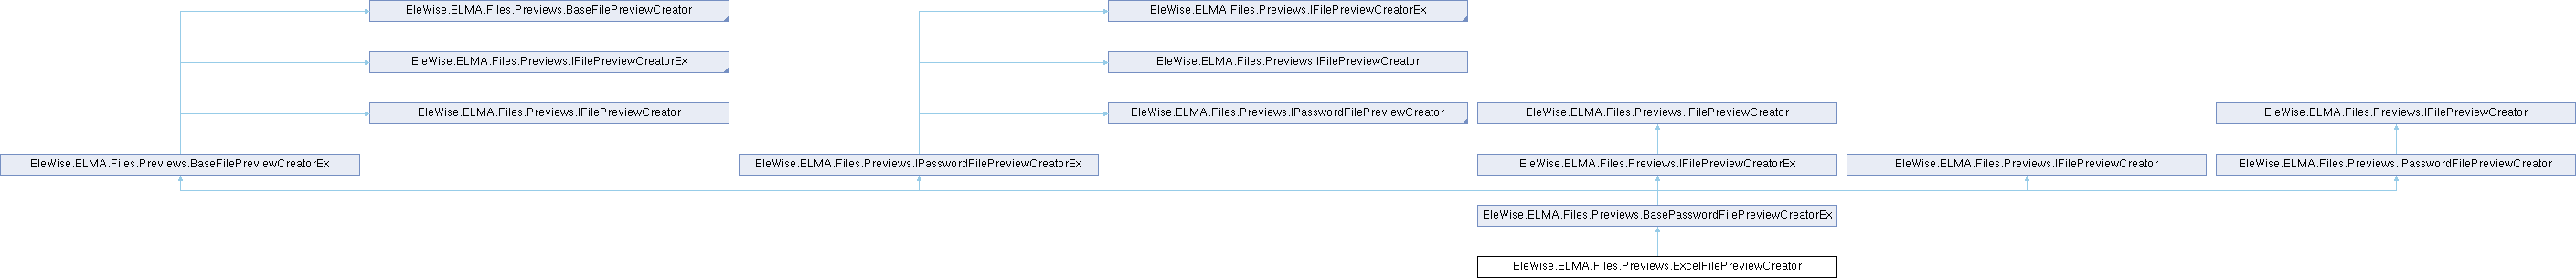 EleWise.ELMA.Files.Previews.BaseFilePreviewCreator
EleWise.ELMA.Files.Previews.IFilePreviewCreatorEx
EleWise.ELMA.Files.Previews.IFilePreviewCreatorEx
EleWise.ELMA.Files.Previews.IFilePreviewCreator
EleWise.ELMA.Files.Previews.IFilePreviewCreator
EleWise.ELMA.Files.Previews.IPasswordFilePreviewCreator
EleWise.ELMA.Files.Previews.IFilePreviewCreator
EleWise.ELMA.Files.Previews.IFilePreviewCreator
EleWise.ELMA.Files.Previews.BaseFilePreviewCreatorEx
EleWise.ELMA.Files.Previews.IPasswordFilePreviewCreatorEx
EleWise.ELMA.Files.Previews.IFilePreviewCreatorEx
EleWise.ELMA.Files.Previews.IFilePreviewCreator
EleWise.ELMA.Files.Previews.IPasswordFilePreviewCreator
EleWise.ELMA.Files.Previews.BasePasswordFilePreviewCreatorEx
EleWise.ELMA.Files.Previews.ExcelFilePreviewCreator